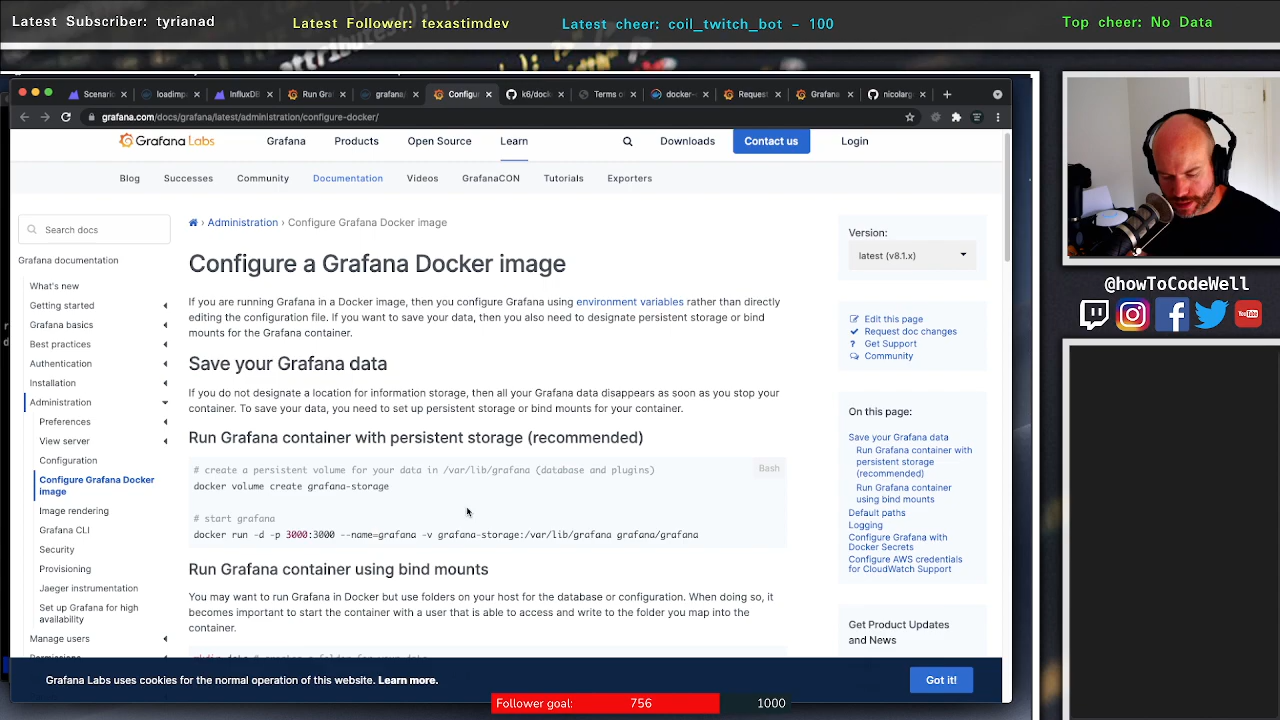 Latest Subscriber: tyrianad
Latest Follower: texastimdev
Latest cheer: coil_twitch_bot - 100
Top cheer: No Data
Scenario
loadimpa
InfluxDB
Run Gra
grafana/
Configu
k6/docke
Terms of
docker-c
Request
Grafana
nicolarg
grafana.com/docs/grafana/latest/administration/configure-docker/
Grafana Labs
Grafana
Products
Open Source
Learn
Downloads
Contact us
Login
Blog
Successes
Community
Documentation
Videos
GrafanaCON
Tutorials
Exporters
Search docs
Grafana documentation
What's new
Getting started
Grafana basics
Best practices
Authentication
Installation
Administration
Preferences
View server
Configuration
Configure Grafana Docker
image
Image rendering
Grafana CLI
Security
Provisioning
Jaeger instrumentation
Set up Grafana for high
availability
Manage users
Administration › Configure Grafana Docker image
Configure a Grafana Docker image
If you are running Grafana in a Docker image, then you configure Grafana using environment variables rather than directly
editing the configuration file. If you want to save your data, then you also need to designate persistent storage or bind
mounts for the Grafana container.
Save your Grafana data
If you do not designate a location for information storage, then all your Grafana data disappears as soon as you stop your
container. To save your data, you need to set up persistent storage or bind mounts for your container.
Run Grafana container with persistent storage (recommended)
Bash
# create a persistent volume for your data in /var/lib/grafana (database and plugins)
docker volume create grafana-storage
# start grafana
docker run -d -p 3000:3000 --name=grafana -v grafana-storage:/var/lib/grafana grafana/grafana
Run Grafana container using bind mounts
You may want to run Grafana in Docker but use folders on your host for the database or configuration. When doing so, it
becomes important to start the container with a user that is able to access and write to the folder you map into the
container.
Version:
latest (v8.1.x)
Edit this page
Request doc changes
Get Support
Community
On this page:
Save your Grafana data
Run Grafana container with
persistent storage
(recommended)
Run Grafana container
using bind mounts
Default paths
Logging
Configure Grafana with
Docker Secrets
Configure AWS credentials
for CloudWatch Support
Get Product Updates
and News
Grafana Labs uses cookies for the normal operation of this website. Learn more.
Got it!
@howToCodeWell
Follower goal: 756 1000